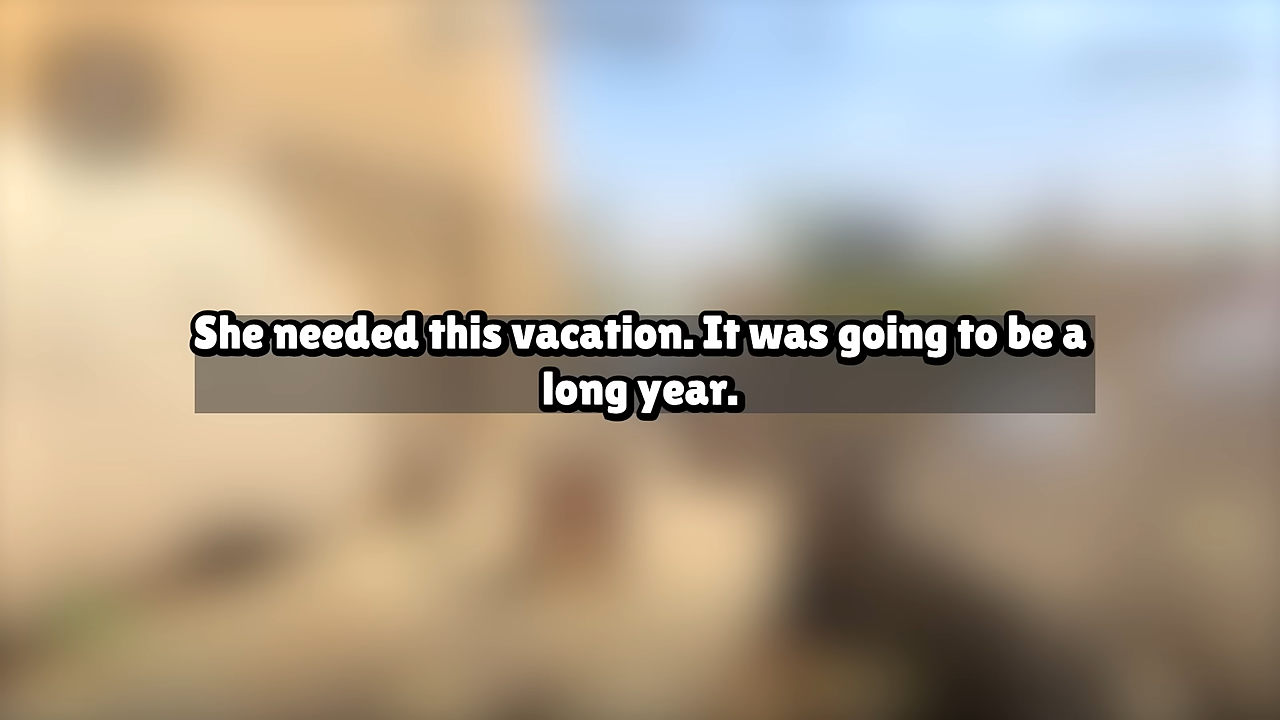 She needed this vacation. It was going to be a
long year.